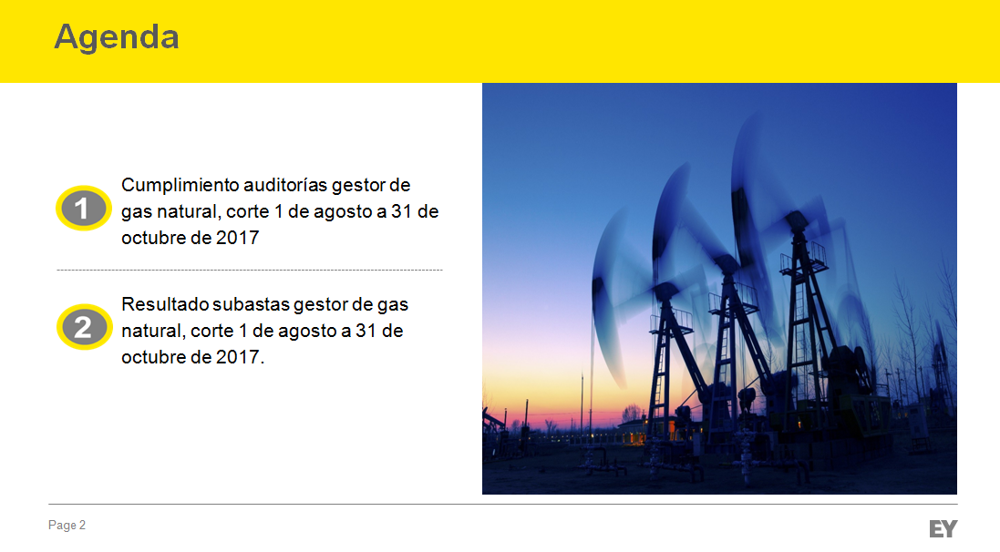 Agenda
1
Cumplimiento auditorías gestor de
gas natural, corte 1 de agosto a 31 de
octubre de 2017
2
Resultado subastas gestor de gas
natural, corte 1 de agosto a 31 de
octubre de 2017.
Page 2
EY